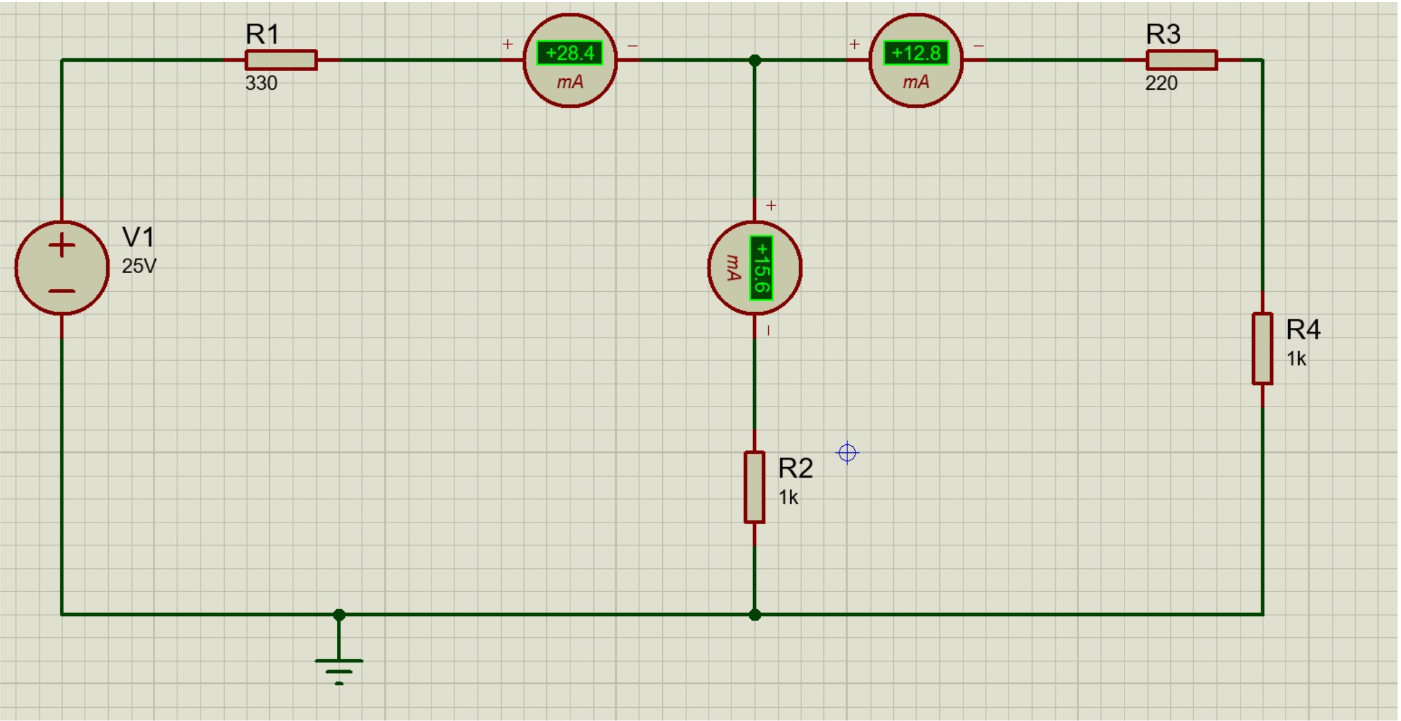 R1
330
+ +28.4 −
mA
+ +12.8 −
mA
R3
220
V1
25V
+
−
+
+15.6
mA
−
R4
1k
R2
1k